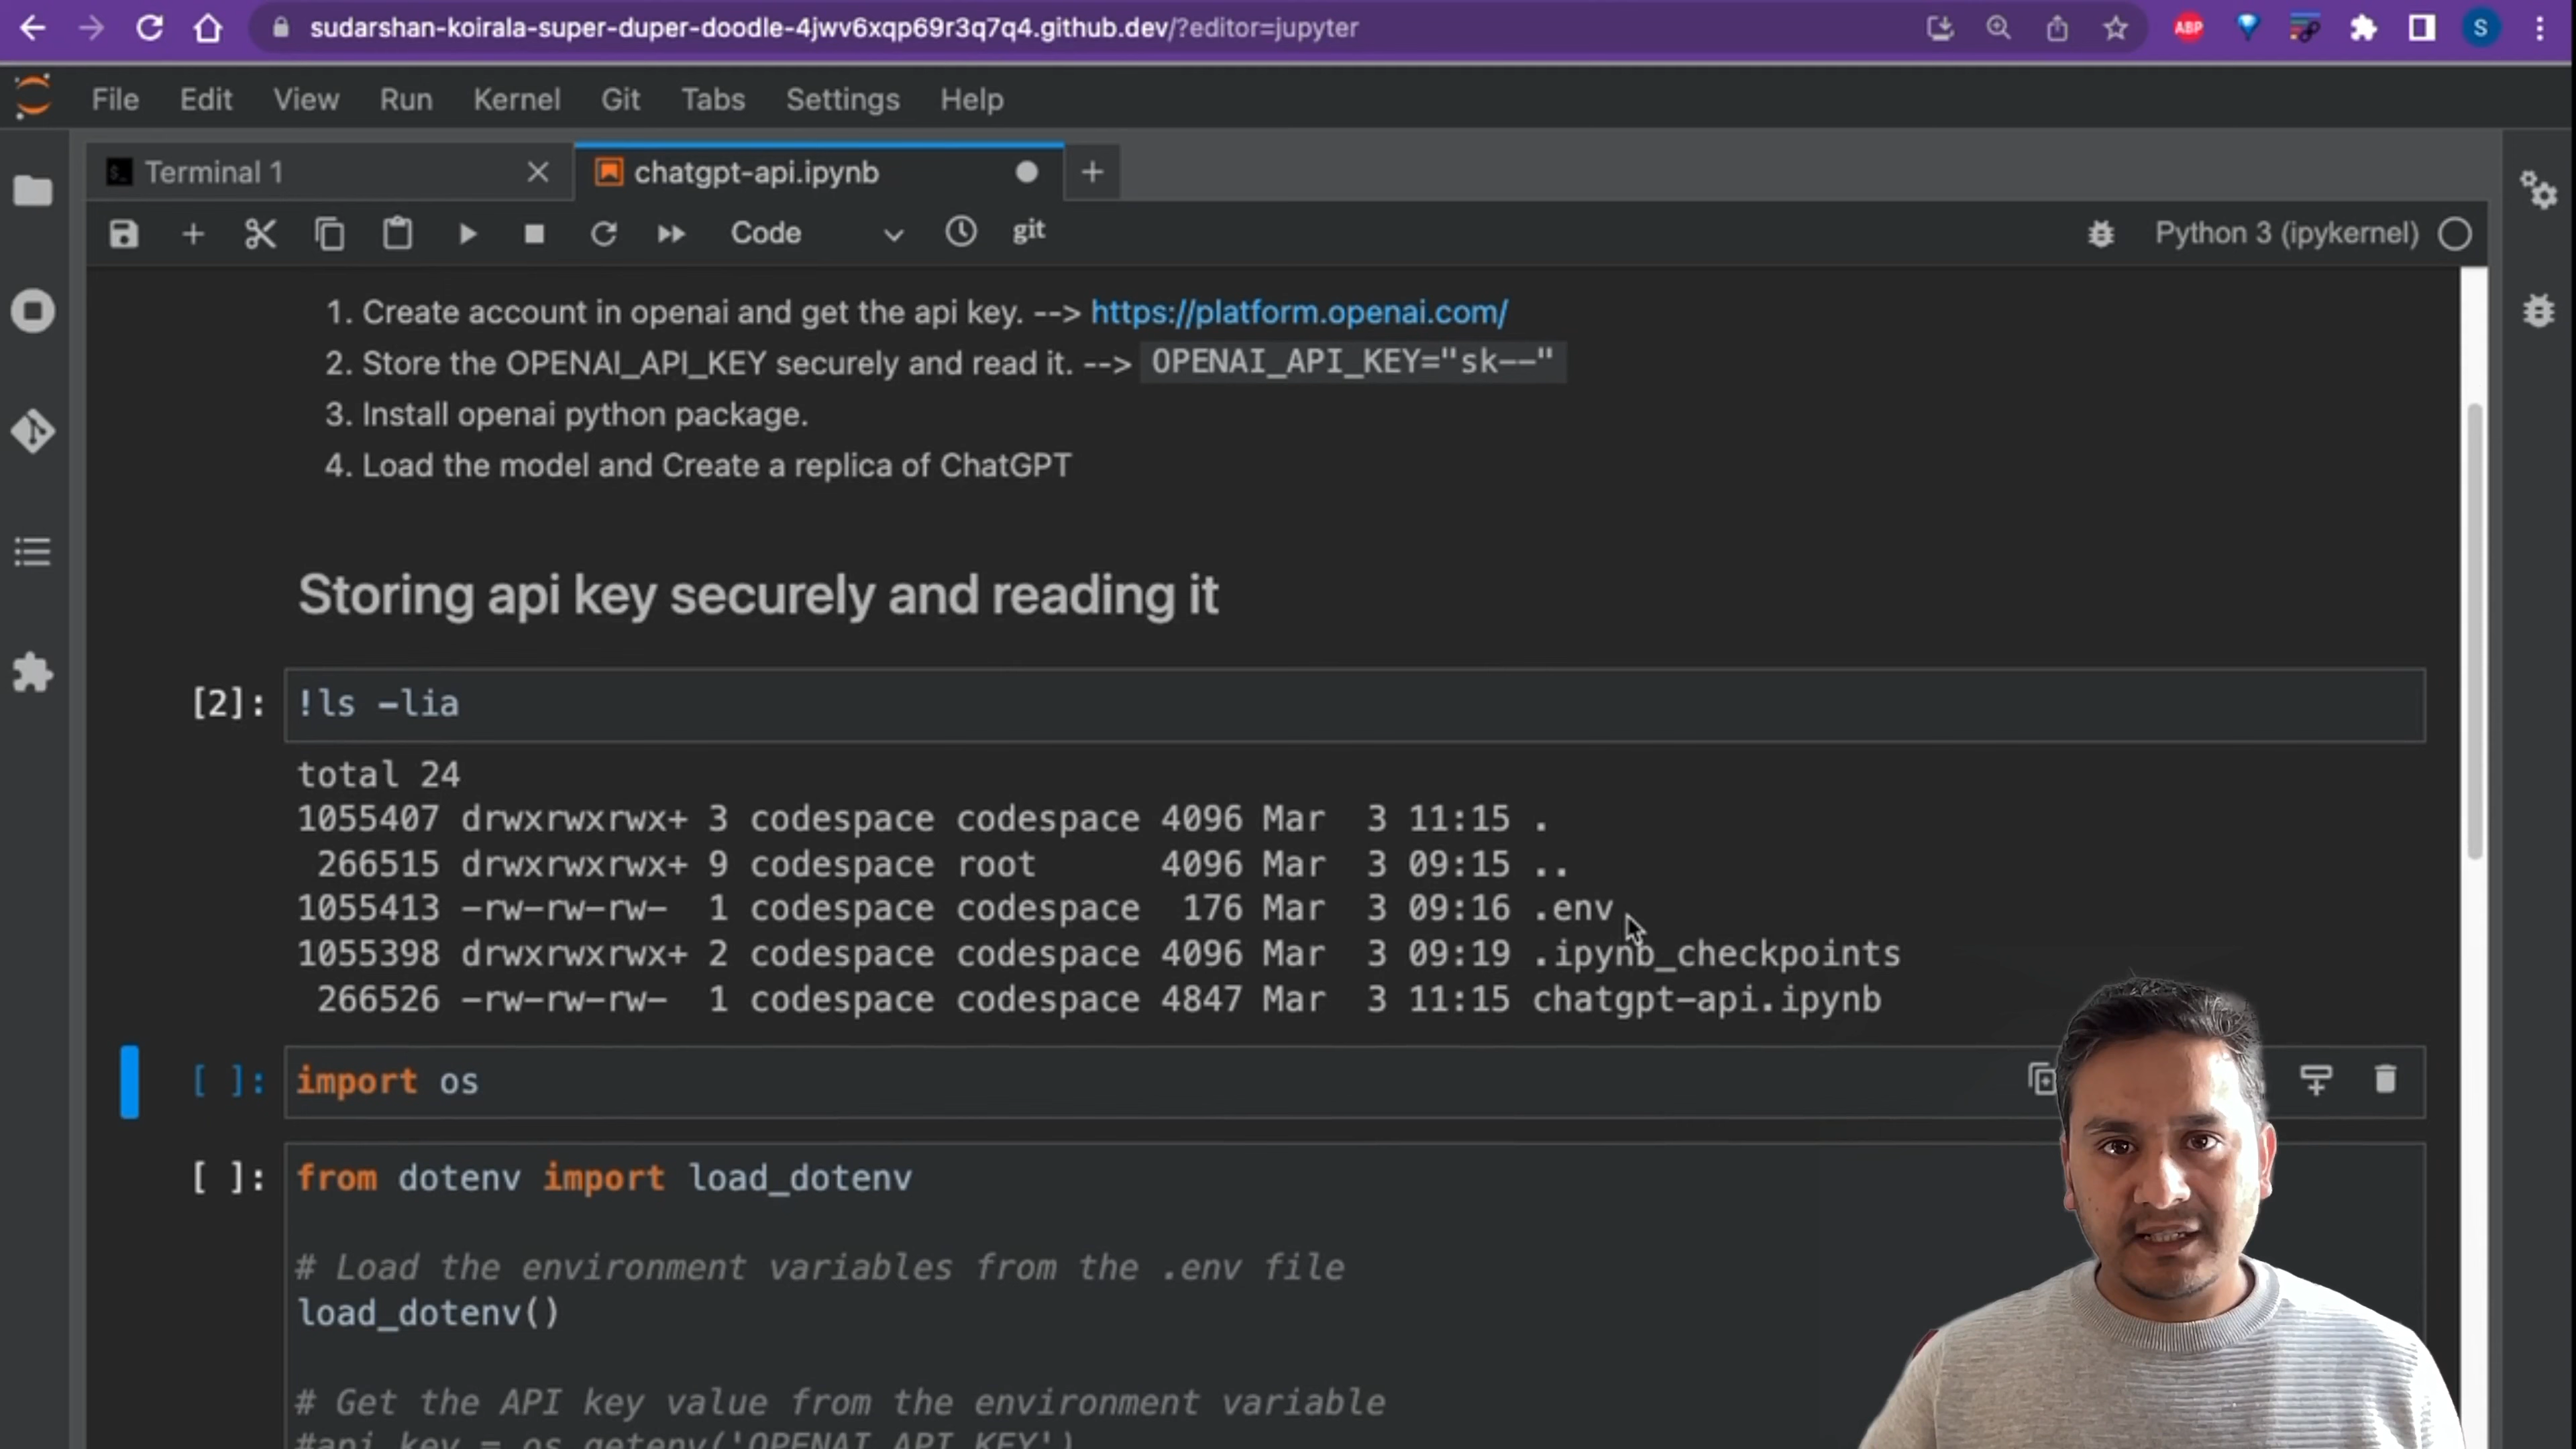 sudarshan-koirala-super-duper-doodle-4jwv6xqp69r3q7q4.github.dev/?editor=jupyter
ABP
S
File Edit View Run Kernel Git Tabs Settings Help
Terminal 1
chatgpt-api.ipynb
Code
git
Python 3 (ipykernel)
1. Create account in openai and get the api key. --> https://platform.openai.com/
2. Store the OPENAI_API_KEY securely and read it. --> OPENAI_API_KEY="sk--"
3. Install openai python package.
4. Load the model and Create a replica of ChatGPT
Storing api key securely and reading it
[2]: !ls -lia
total 24
1055407 drwxrwxrwx+ 3 codespace codespace 4096 Mar  3 11:15 .
266515 drwxrwxrwx+ 9 codespace root      4096 Mar  3 09:15 ..
1055413 -rw-rw-rw-  1 codespace codespace  176 Mar  3 09:16 .env
1055398 drwxrwxrwx+ 2 codespace codespace 4096 Mar  3 09:19 .ipynb_checkpoints
266526 -rw-rw-rw-  1 codespace codespace 4847 Mar  3 11:15 chatgpt-api.ipynb
[ ]: import os
[ ]: from dotenv import load_dotenv
# Load the environment variables from the .env file
load_dotenv()
# Get the API key value from the environment variable
#api_key = os.getenv('OPENAI_API_KEY')